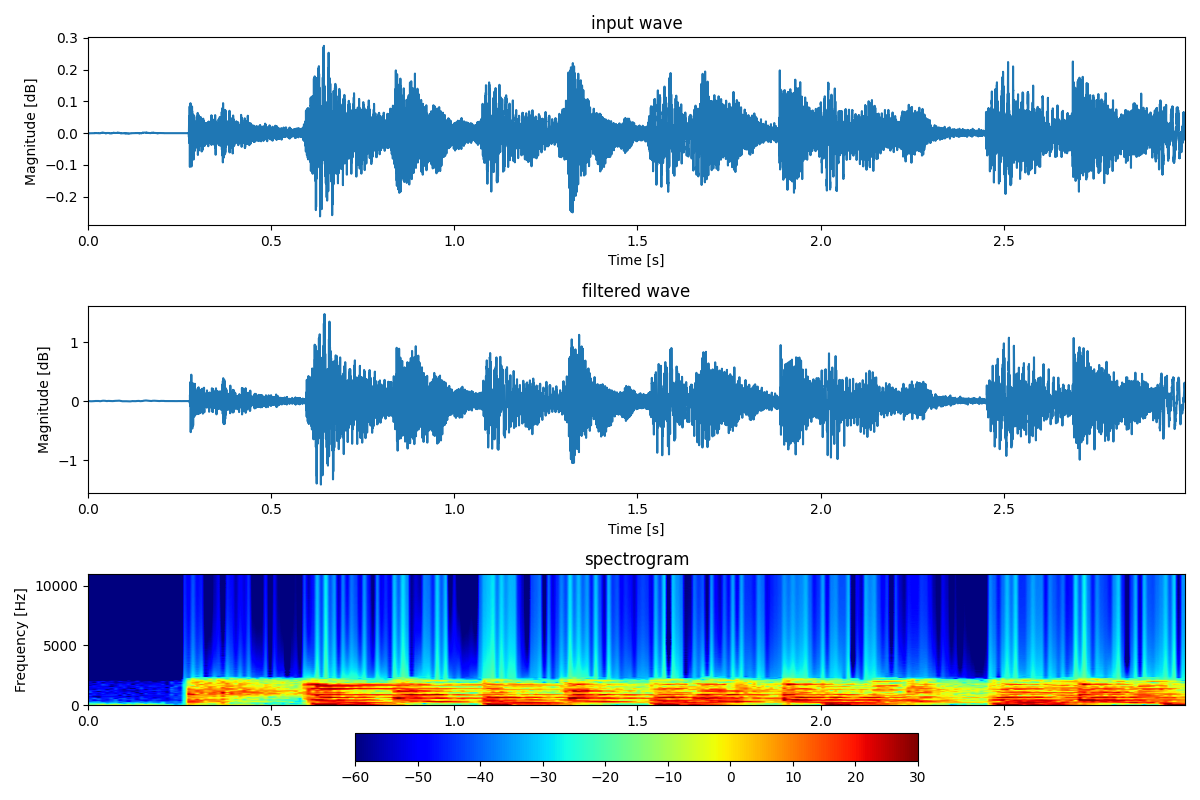 input wave
0.3
0.2
0.1
0.0
−0.1
−0.2
Magnitude [dB]
0.0 0.5 1.0 1.5 2.0 2.5
Time [s]
filtered wave
1
0
−1
Magnitude [dB]
0.0 0.5 1.0 1.5 2.0 2.5
Time [s]
spectrogram
10000
5000
0
Frequency [Hz]
0.0 0.5 1.0 1.5 2.0 2.5
−60 −50 −40 −30 −20 −10 0 10 20 30